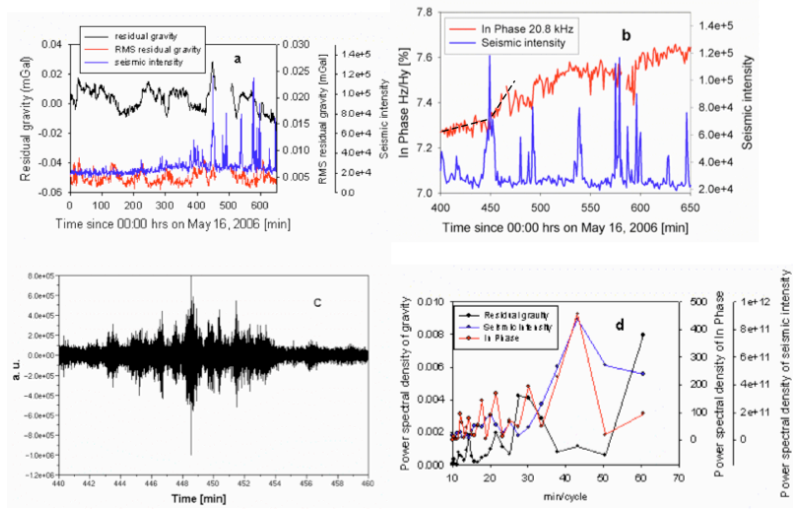 residual gravity
RMS residual gravity
seismic intensity
a
Residual gravity (mGal)
0.04
0.02
0.00
-0.02
-0.04
-0.06
0.030
0.025
0.020
0.015
0.010
0.005
RMS residual gravity [mGal]
1.4e+5
1.2e+5
1.0e+5
8.0e+4
6.0e+4
4.0e+4
2.0e+4
0.0
Seismic intensity
0 100 200 300 400 500 600
Time since 00:00 hrs on May 16, 2006 [min]
In Phase 20.8 kHz
Seismic intensity
b
In Phase Hz/Hy [%]
7.8
7.6
7.4
7.2
7.0
1.4e+5
1.2e+5
1.0e+5
8.0e+4
6.0e+4
4.0e+4
2.0e+4
Seismic intensity
400 450 500 550 600 650
Time since 00:00 hrs on May 16, 2006 [min]
C
a. u.
8.0e+05
6.0e+05
4.0e+05
2.0e+05
0.0e+00
-2.0e+05
-4.0e+05
-6.0e+05
-8.0e+05
-1.0e+06
-1.2e+06
440 442 444 446 448 450 452 454 456 458 460
Time [min]
Residual gravity
Seismic Intensity
In Phase
d
Power spectral density of gravity
0.010
0.008
0.006
0.004
0.002
0.000
500
400
300
200
100
0
Power spectral density of In Phase
1e+12
8e+11
6e+11
4e+11
2e+11
0
Power spectral density of seismic intensity
10 20 30 40 50 60 70
min/cycle